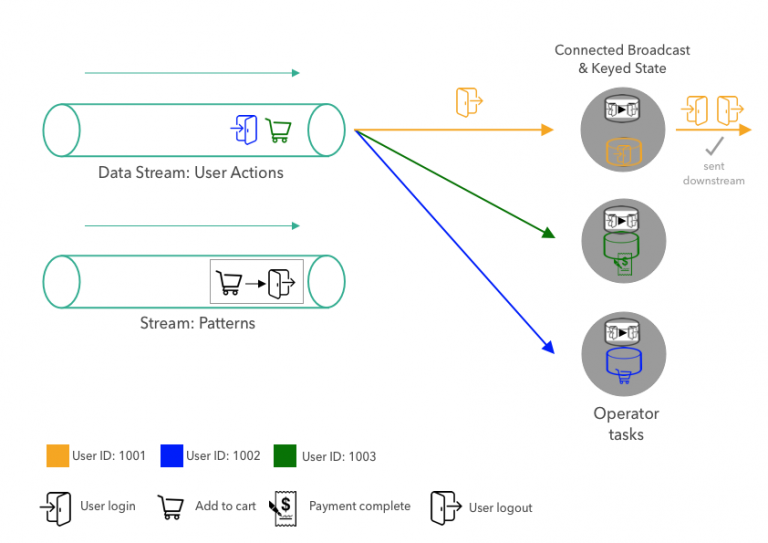 Connected Broadcast
& Keyed State
Data Stream: User Actions
sent
downstream
Stream: Patterns
$
$
Operator
tasks
User ID: 1001
User ID: 1002
User ID: 1003
User login
Add to cart
Payment complete
User logout